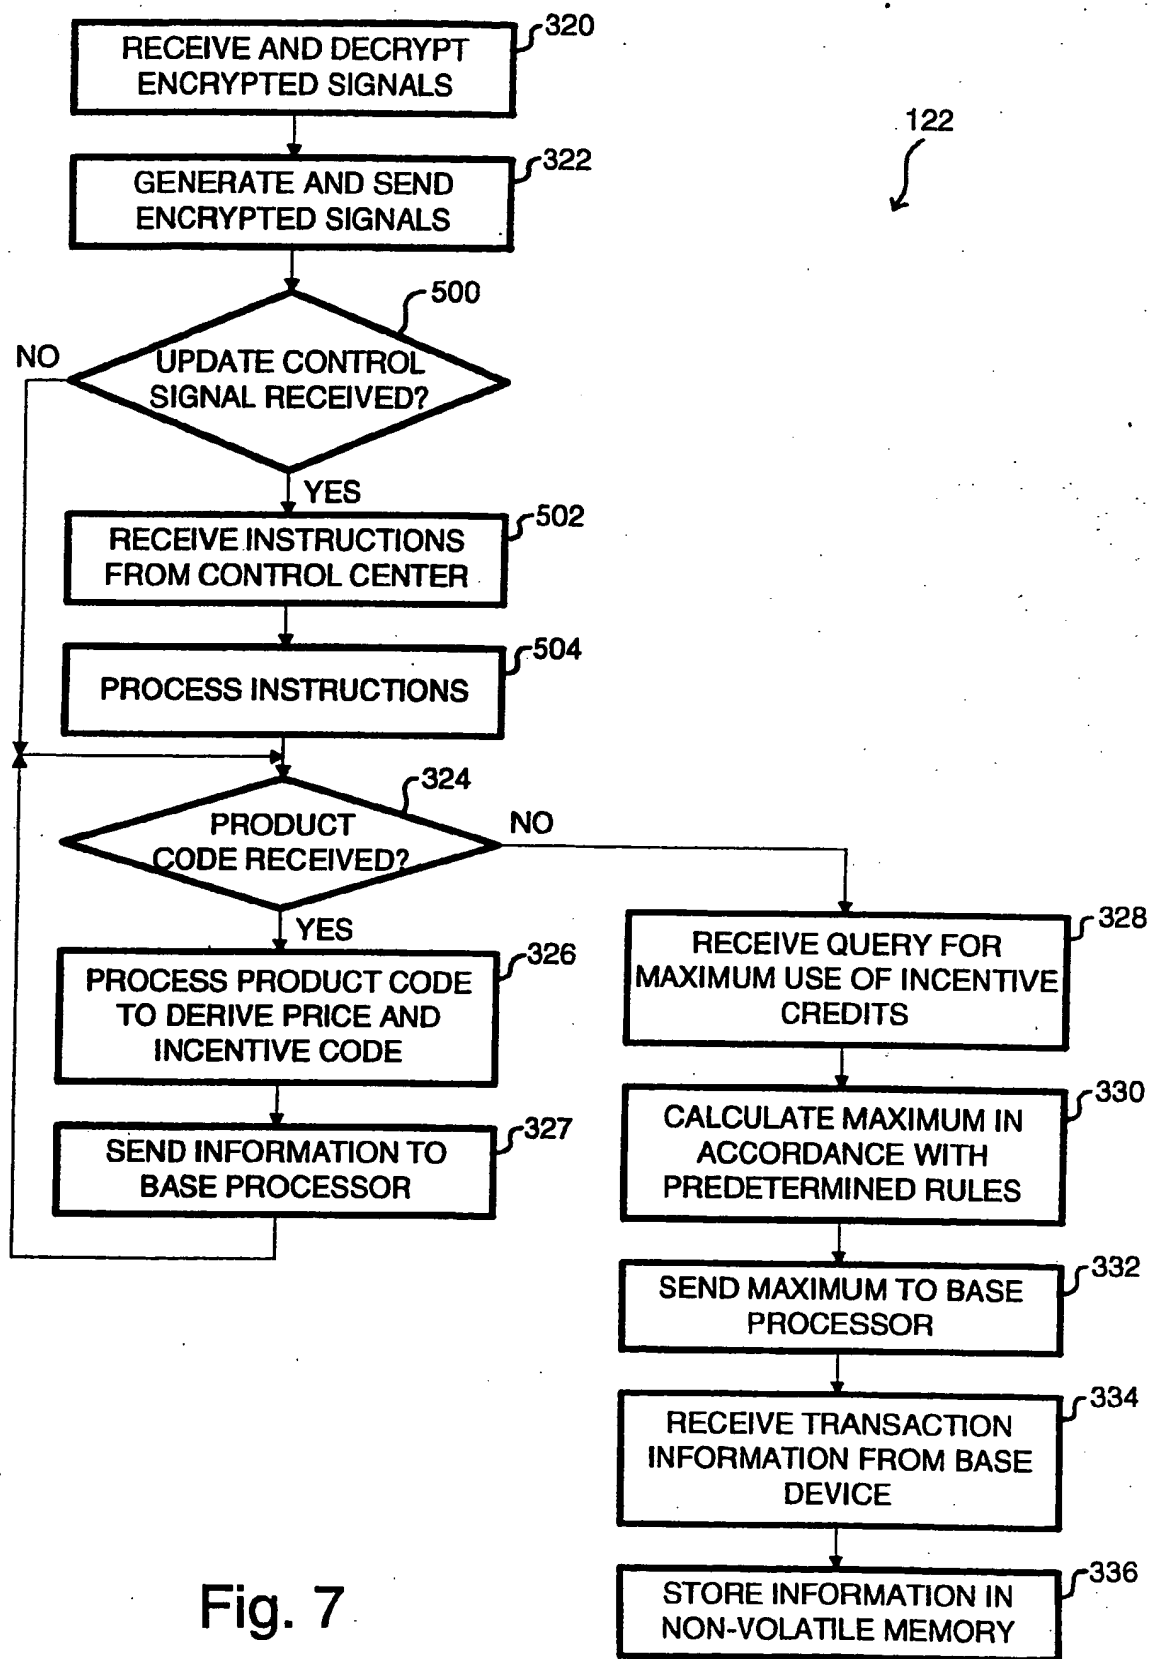 320
RECEIVE AND DECRYPT
ENCRYPTED SIGNALS
122
322
GENERATE AND SEND
ENCRYPTED SIGNALS
500
NO
UPDATE CONTROL
SIGNAL RECEIVED?
YES
502
RECEIVE INSTRUCTIONS
FROM CONTROL CENTER
504
PROCESS INSTRUCTIONS
324
PRODUCT
CODE RECEIVED?
NO
YES
326
PROCESS PRODUCT CODE
TO DERIVE PRICE AND
INCENTIVE CODE
327
SEND INFORMATION TO
BASE PROCESSOR
328
RECEIVE QUERY FOR
MAXIMUM USE OF INCENTIVE
CREDITS
330
CALCULATE MAXIMUM IN
ACCORDANCE WITH
PREDETERMINED RULES
332
SEND MAXIMUM TO BASE
PROCESSOR
334
RECEIVE TRANSACTION
INFORMATION FROM BASE
DEVICE
336
STORE INFORMATION IN
NON-VOLATILE MEMORY
Fig. 7